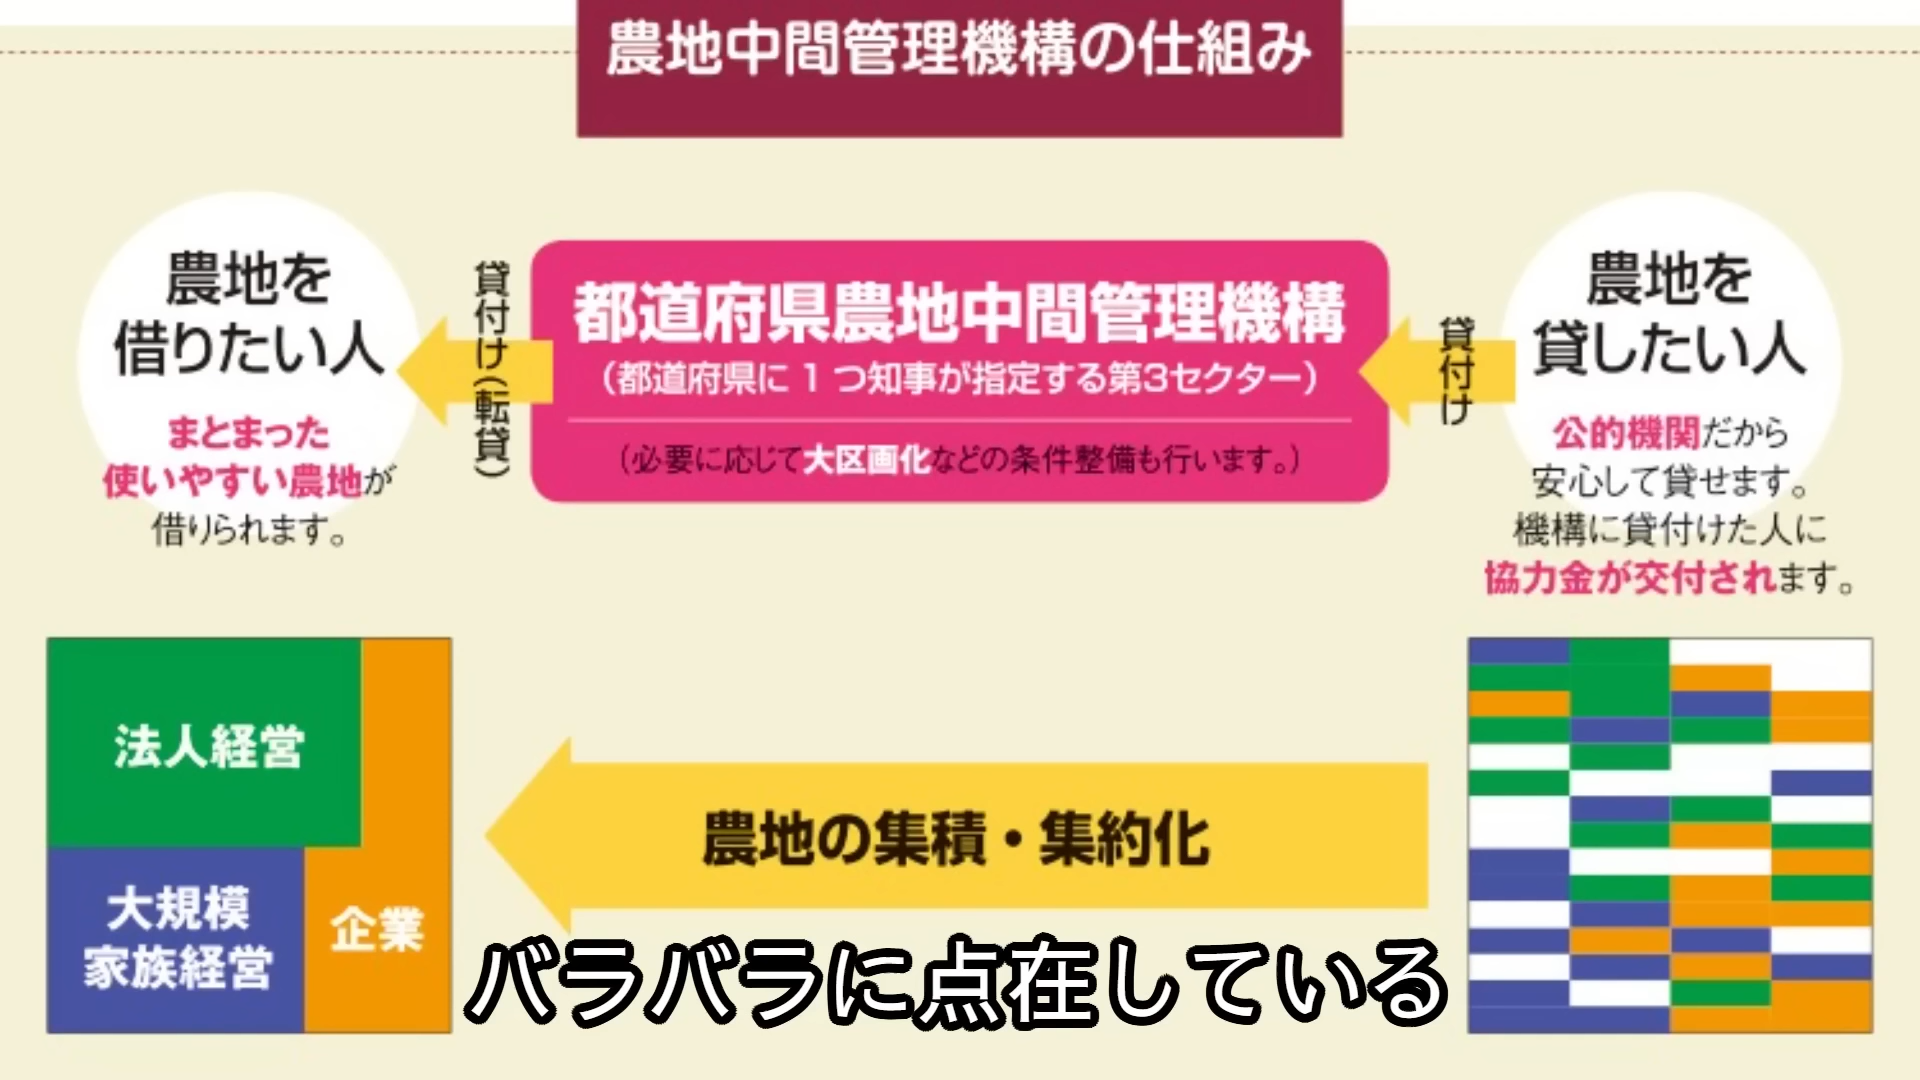 農地中間管理機構の仕組み
農地を
借りたい人
まとまった
使いやすい農地が
借りられます。
貸付け(転貸)
都道府県農地中間管理機構
(都道府県に1つ知事が指定する第3セクター)
(必要に応じて大区画化などの条件整備も行います。)
貸付け
農地を
貸したい人
公的機関だから
安心して貸せます。
機構に貸付けた人に
協力金が交付されます。
法人経営
大規模
家族経営
企業
農地の集積・集約化
バラバラに点在している